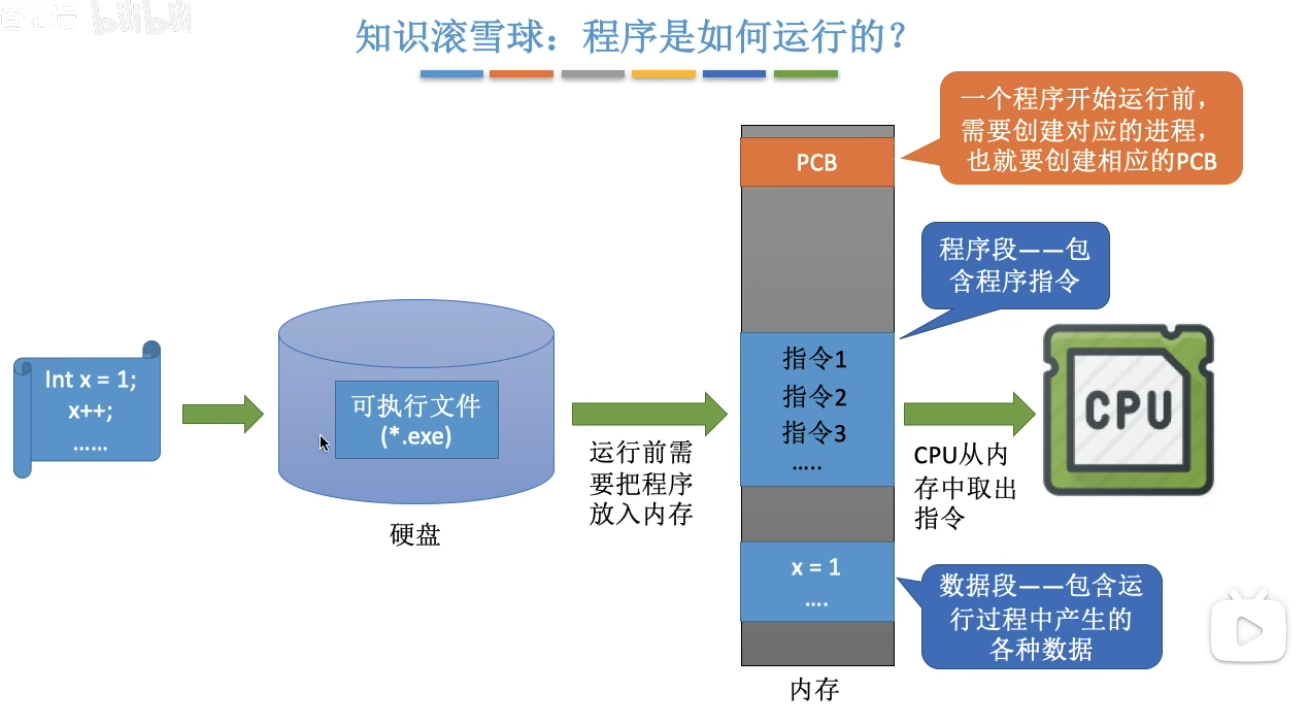 bilibili
知识滚雪球：程序是如何运行的？
一个程序开始运行前，
需要创建对应的进程，
也就要创建相应的PCB
PCB
程序段——包
含程序指令
Int x = 1;
x++;
……
可执行文件
(*.exe)
硬盘
运行前需
要把程序
放入内存
指令1
指令2
指令3
…..
CPU从内
存中取出
指令
CPU
x = 1
….
数据段——包含运
行过程中产生的
各种数据
内存